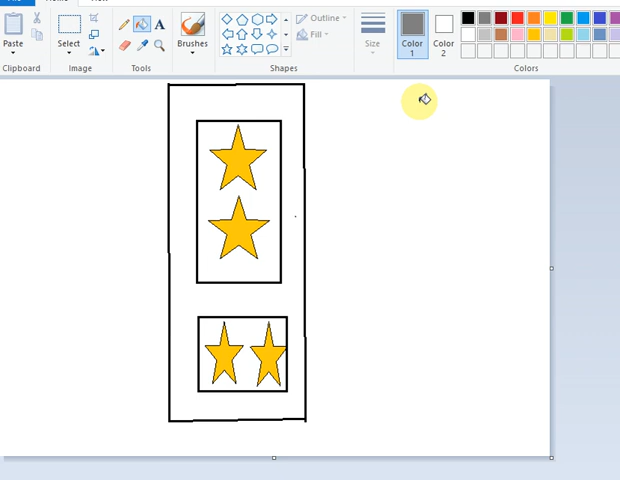 Paste
Select
A
Brushes
Outline
Fill
Size
Color
1
Color
2
Clipboard
Image
Tools
Shapes
Colors